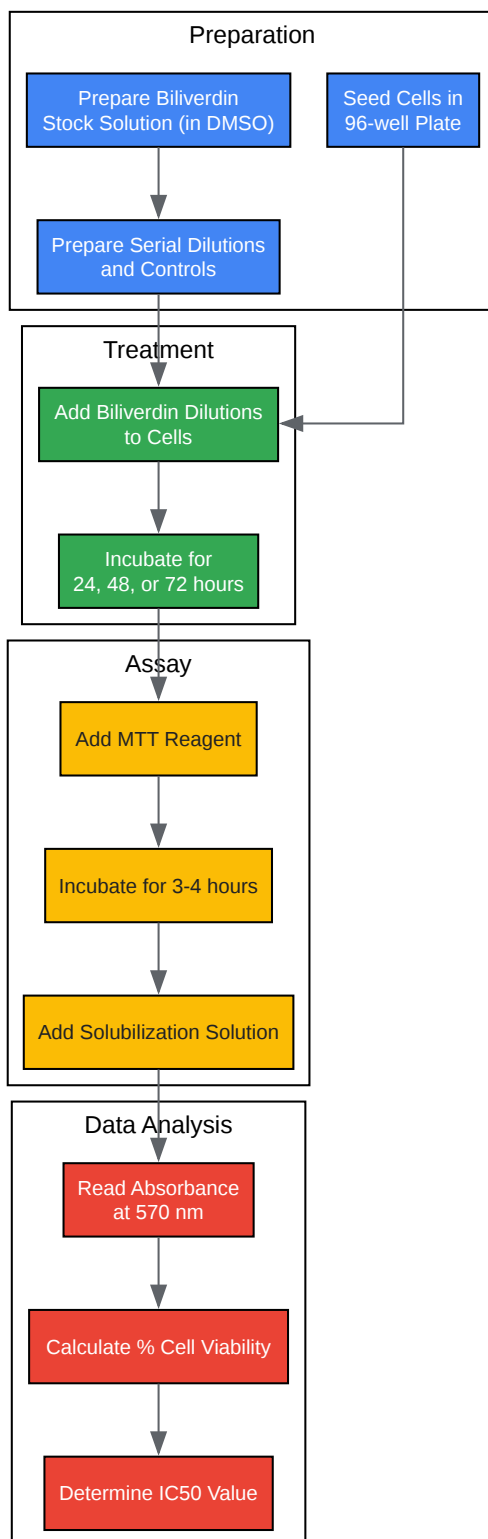 Preparation
Prepare Biliverdin
Stock Solution (in DMSO)
Seed Cells in
96-well Plate
Prepare Serial Dilutions
and Controls
Treatment
Add Biliverdin Dilutions
to Cells
Incubate for
24, 48, or 72 hours
Assay
Add MTT Reagent
Incubate for 3-4 hours
Add Solubilization Solution
Data Analysis
Read Absorbance
at 570 nm
Calculate % Cell Viability
Determine IC50 Value